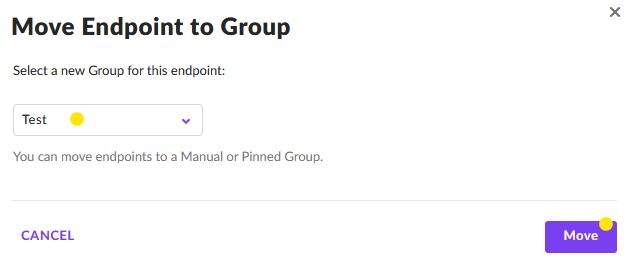 Move Endpoint to Group
Select a new Group for this endpoint:
Test
You can move endpoints to a Manual or Pinned Group.
CANCEL
Move